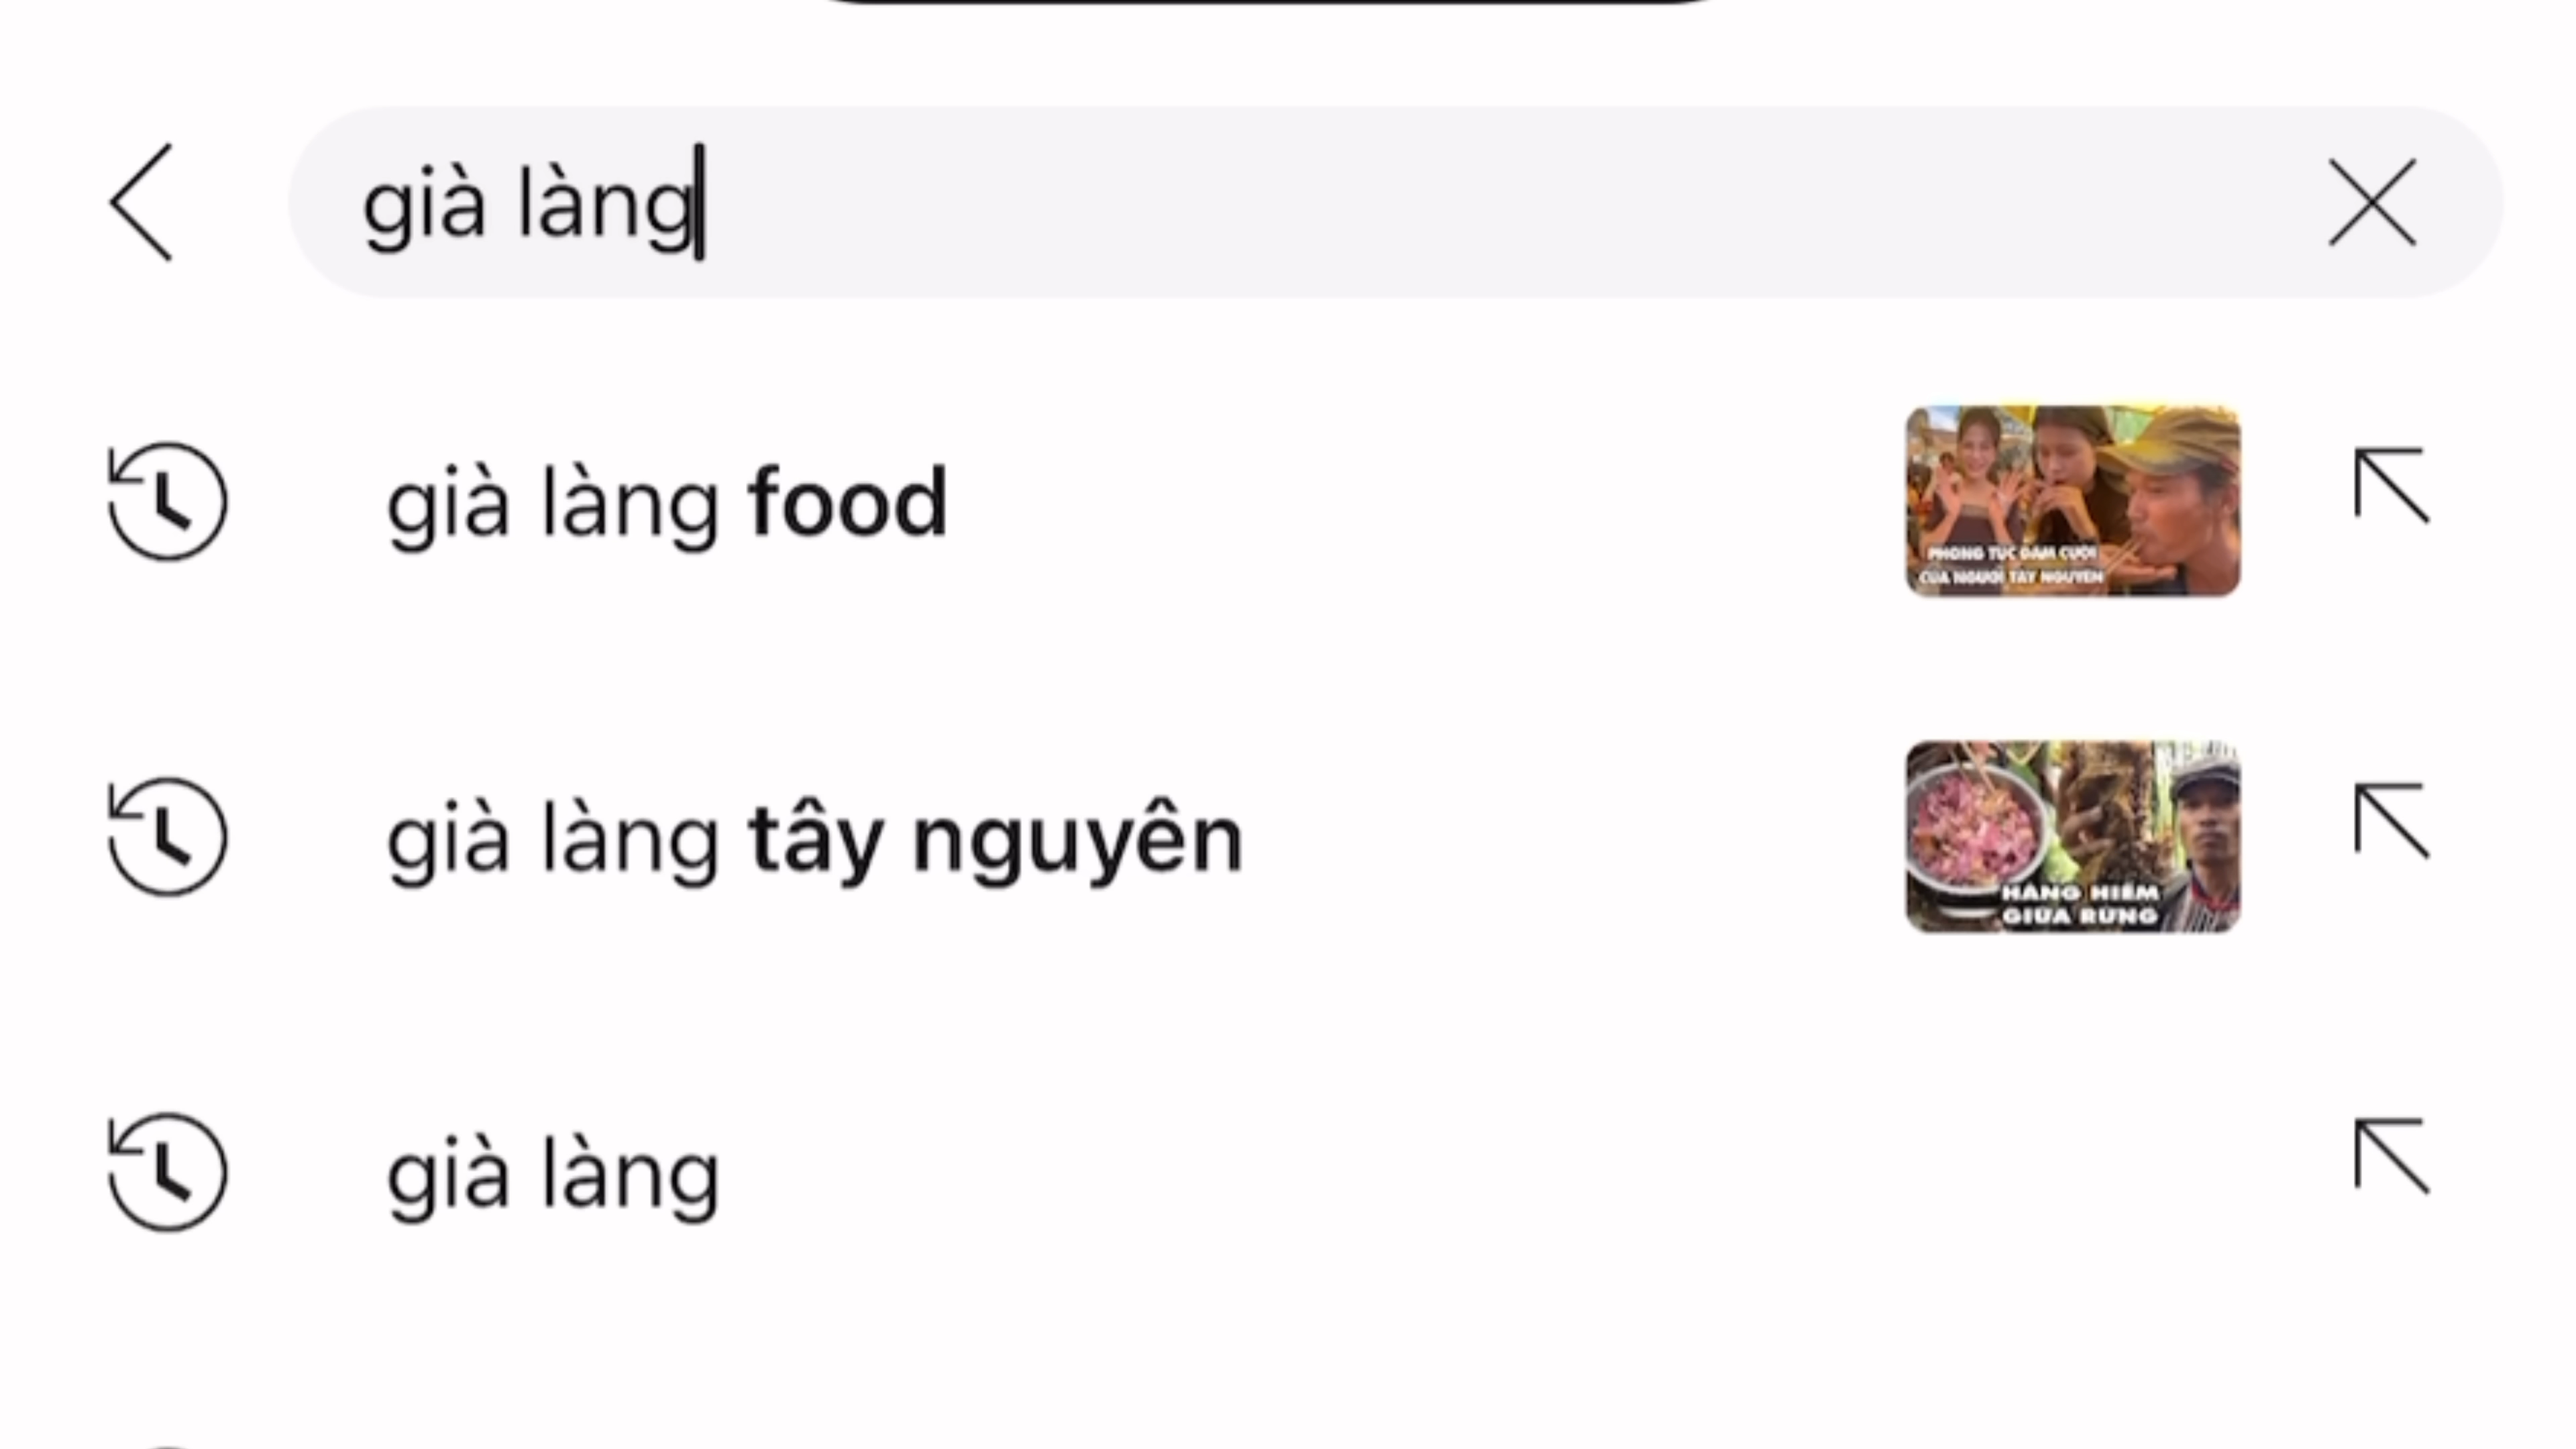 già làng
già làng food
PHONG TỤC ĐÁM CƯỚI
CỦA NGƯỜI TÂY NGUYÊN
già làng tây nguyên
HÀNG HIẾM
GIỮA RỪNG
già làng